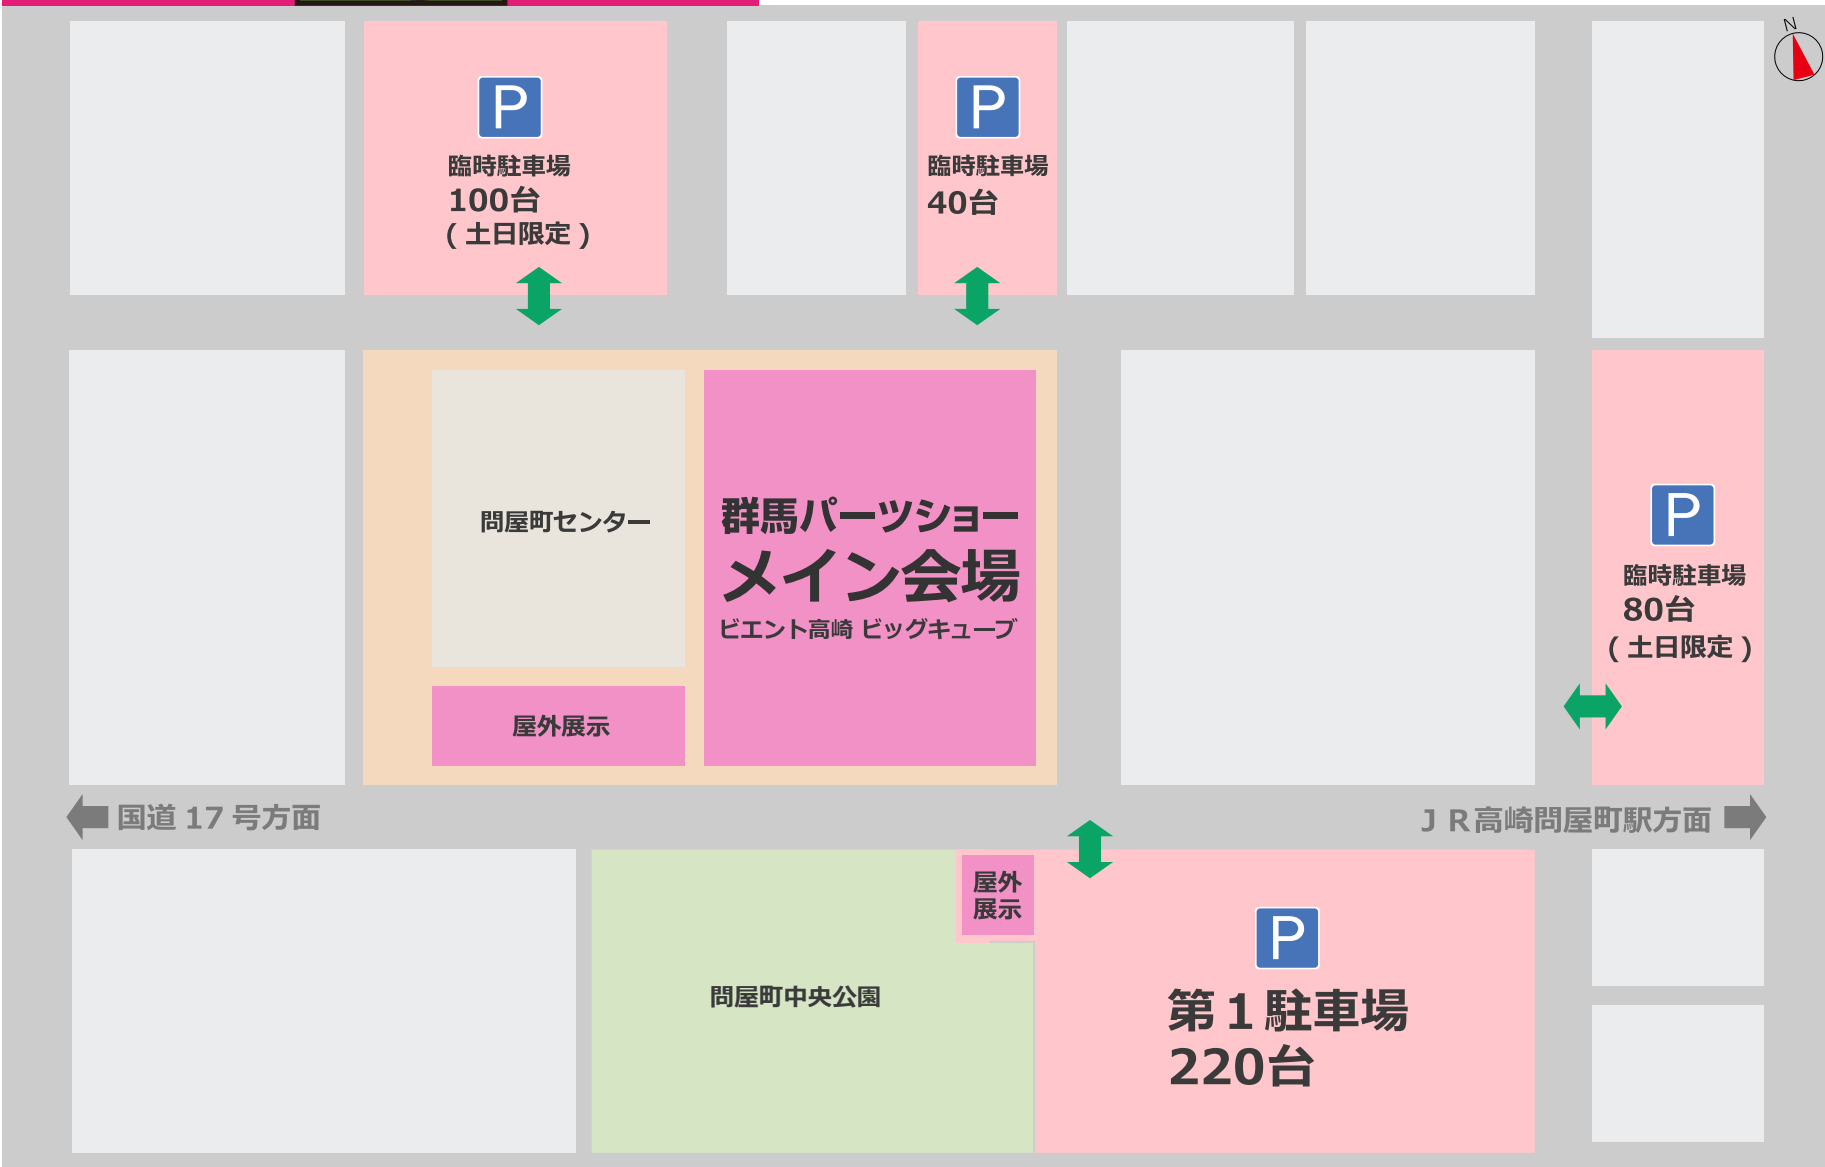 N
P
臨時駐車場
100台
(土日限定)
P
臨時駐車場
40台
問屋町センター
群馬パーツショー
メイン会場
ビエント高崎 ビッグキューブ
屋外展示
P
臨時駐車場
80台
(土日限定)
国道17号方面
JR高崎問屋町駅方面
屋外
展示
問屋町中央公園
P
第1駐車場
220台